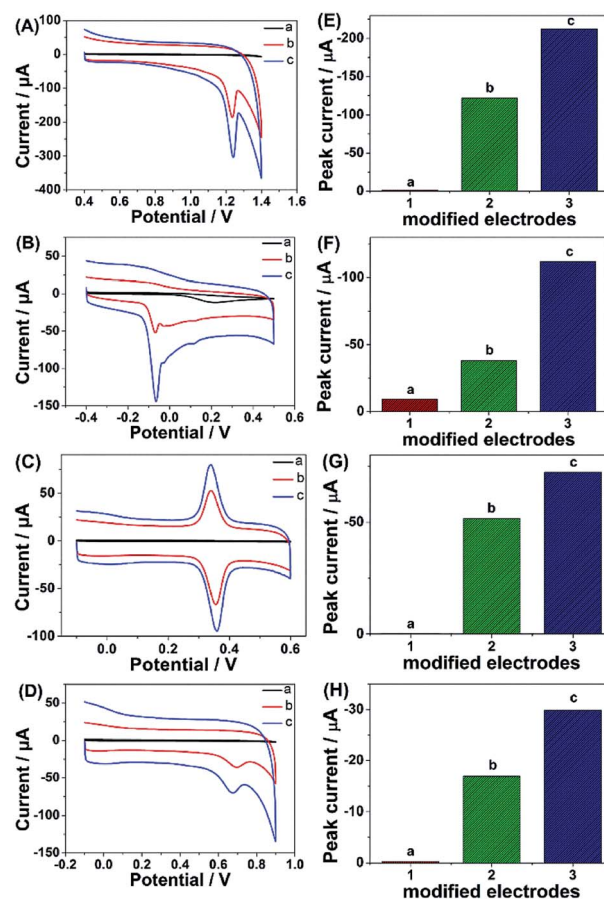 (A)
Current / µA
100
0
-100
-200
-300
-400
0.4 0.6 0.8 1.0 1.2 1.4 1.6
Potential / V
a
b
c
(E)
Peak current / µA
-200
-150
-100
-50
0
a
b
c
1 2 3
modified electrodes
(B)
Current / µA
100
50
0
-50
-100
-150
-0.4 -0.2 0.0 0.2 0.4
Potential / V
a
b
c
(F)
Peak current / µA
-100
-50
0
a
b
c
1 2 3
modified electrodes
(C)
Current / µA
50
0
-50
-100
0.0 0.2 0.4 0.6
Potential / V
a
b
c
(G)
Peak current / µA
-50
0
a
b
c
1 2 3
modified electrodes
(D)
Current / µA
50
0
-50
-100
-150
-0.2 0.0 0.2 0.4 0.6 0.8 1.0
Potential / V
a
b
c
(H)
Peak current / µA
-30
-20
-10
0
a
b
c
1 2 3
modified electrodes